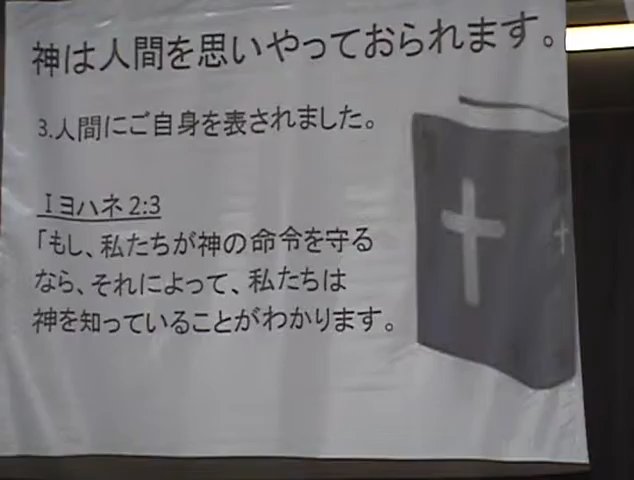 神は人間を思いやっておられます。
3.人間にご自身を表されました。
Ⅰヨハネ 2:3
「もし、私たちが神の命令を守る
なら、それによって、私たちは
神を知っていることがわかります。